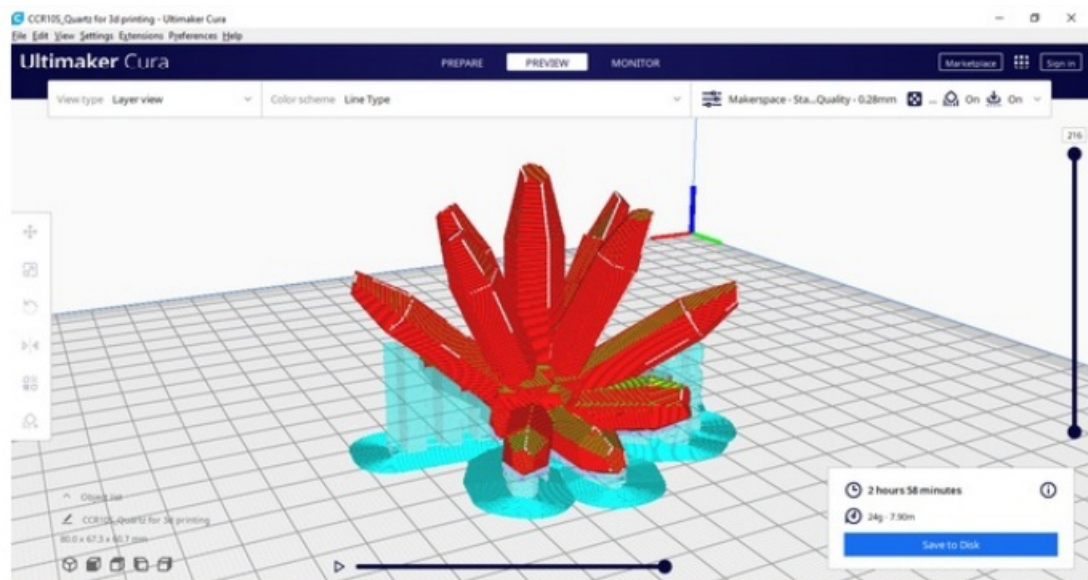 CCR10S_Quartz for 3d printing - Ultimaker Cura
File Edit View Settings Extensions Preferences Help
Ultimaker Cura
PREPARE PREVIEW MONITOR
Marketplace Sign in
View type Layer view
Color scheme Line Type
Makerspace - Sta...Quality - 0.28mm ... On On
216
2 hours 58 minutes
24g - 7.90m
Save to Disk
Object list
CCR10S_Quartz for 3d printing
80.0 x 67.3 x 60.7 mm